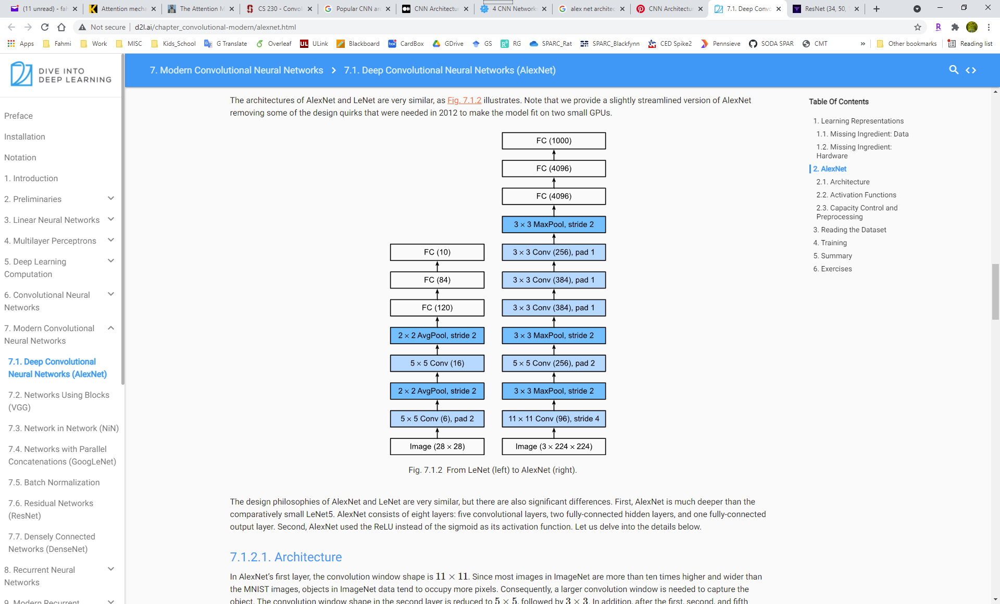 (11 unread) - fah
Attention mecha
The Attention M
CS 230 - Convol
Popular CNN arc
CNN Architectur
4 CNN Network
alex net architec
CNN Architectur
7.1. Deep Convo
ResNet (34, 50, 1
Not secure
d2l.ai/chapter_convolutional-modern/alexnet.html
Apps
Fahmi
Work
MISC
Kids_School
G Translate
Overleaf
UL ULink
Blackboard
CardBox
GDrive
GS
RG
SPARC_Rat
SPARC_Blackfynn
CED Spike2
Pennsieve
SODA SPAR
CMT
»
Other bookmarks
Reading list
DIVE INTO
DEEP LEARNING
7. Modern Convolutional Neural Networks
7.1. Deep Convolutional Neural Networks (AlexNet)
Preface
Installation
Notation
1. Introduction
2. Preliminaries
3. Linear Neural Networks
4. Multilayer Perceptrons
5. Deep Learning
Computation
6. Convolutional Neural
Networks
7. Modern Convolutional
Neural Networks
7.1. Deep Convolutional
Neural Networks (AlexNet)
7.2. Networks Using Blocks
(VGG)
7.3. Network in Network (NiN)
7.4. Networks with Parallel
Concatenations (GoogLeNet)
7.5. Batch Normalization
7.6. Residual Networks
(ResNet)
7.7. Densely Connected
Networks (DenseNet)
8. Recurrent Neural
Networks
9. Modern Recurrent
The architectures of AlexNet and LeNet are very similar, as Fig. 7.1.2 illustrates. Note that we provide a slightly streamlined version of AlexNet
removing some of the design quirks that were needed in 2012 to make the model fit on two small GPUs.
FC (10)
FC (84)
FC (120)
2 × 2 AvgPool, stride 2
5 × 5 Conv (16)
2 × 2 AvgPool, stride 2
5 × 5 Conv (6), pad 2
Image (28 × 28)
FC (1000)
FC (4096)
FC (4096)
3 × 3 MaxPool, stride 2
3 × 3 Conv (256), pad 1
3 × 3 Conv (384), pad 1
3 × 3 Conv (384), pad 1
3 × 3 MaxPool, stride 2
5 × 5 Conv (256), pad 2
3 × 3 MaxPool, stride 2
11 × 11 Conv (96), stride 4
Image (3 × 224 × 224)
Fig. 7.1.2 From LeNet (left) to AlexNet (right).
The design philosophies of AlexNet and LeNet are very similar, but there are also significant differences. First, AlexNet is much deeper than the
comparatively small LeNet5. AlexNet consists of eight layers: five convolutional layers, two fully-connected hidden layers, and one fully-connected
output layer. Second, AlexNet used the ReLU instead of the sigmoid as its activation function. Let us delve into the details below.
7.1.2.1. Architecture
In AlexNet's first layer, the convolution window shape is 11 × 11. Since most images in ImageNet are more than ten times higher and wider than
the MNIST images, objects in ImageNet data tend to occupy more pixels. Consequently, a larger convolution window is needed to capture the
object. The convolution window shape in the second layer is reduced to 5 × 5, followed by 3 × 3. In addition, after the first, second, and fifth
Table Of Contents
1. Learning Representations
1.1. Missing Ingredient: Data
1.2. Missing Ingredient:
Hardware
2. AlexNet
2.1. Architecture
2.2. Activation Functions
2.3. Capacity Control and
Preprocessing
3. Reading the Dataset
4. Training
5. Summary
6. Exercises